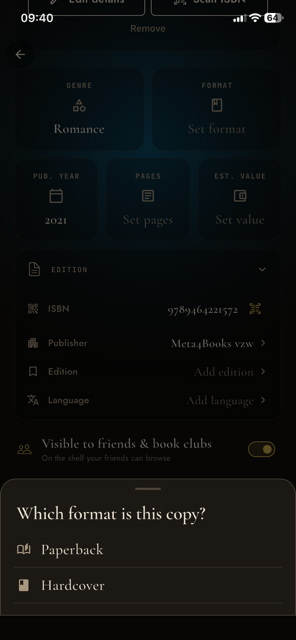 Edit details Scan ISBN
09:40 64
Remove
GENRE FORMAT
Romance Set format
PUB. YEAR PAGES EST. VALUE
2021 Set pages Set value
EDITION
ISBN 9789464221572
Publisher Meta4Books vzw
Edition Add edition
Language Add language
Visible to friends & book clubs
On the shelf your friends can browse
Which format is this copy?
Paperback
Hardcover